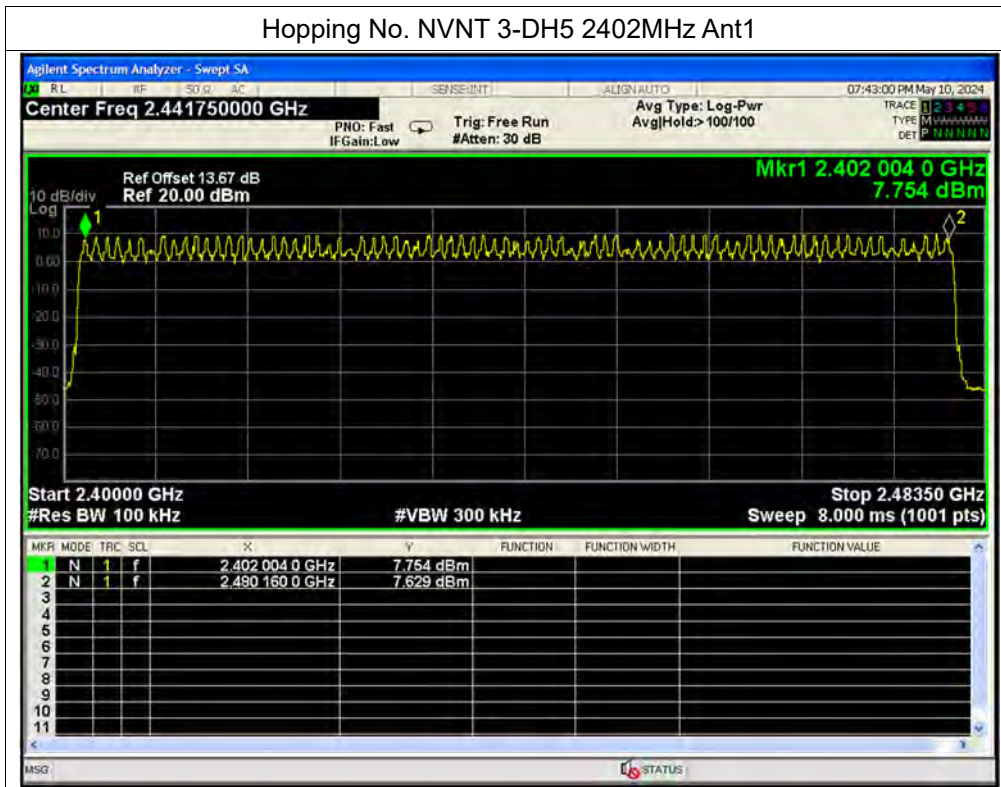 Hopping No. NVNT 3-DH5 2402MHz Ant1
Agilent Spectrum Analyzer - Swept SA
RL RF 50 Ω AC SENSE:INT ALIGN AUTO 07:43:00 PM May 10, 2024
Center Freq 2.441750000 GHz Avg Type: Log-Pwr TRACE 1 2 3 4 5 6
PNO: Fast Trig: Free Run Avg|Hold:> 100/100 TYPE M
IFGain:Low #Atten: 30 dB DET P N N N N N
Mkr1 2.402 004 0 GHz
Ref Offset 13.67 dB
10 dB/div Ref 20.00 dBm 7.754 dBm
Log
1 2
10.0
0.00
-10.0
-20.0
-30.0
-40.0
-50.0
-60.0
-70.0
Start 2.40000 GHz Stop 2.48350 GHz
#Res BW 100 kHz #VBW 300 kHz Sweep 8.000 ms (1001 pts)
MKR MODE TRC SCL X Y FUNCTION FUNCTION WIDTH FUNCTION VALUE
1 N 1 f 2.402 004 0 GHz 7.754 dBm
2 N 1 f 2.480 160 0 GHz 7.629 dBm
3
4
5
6
7
8
9
10
11
MSG STATUS